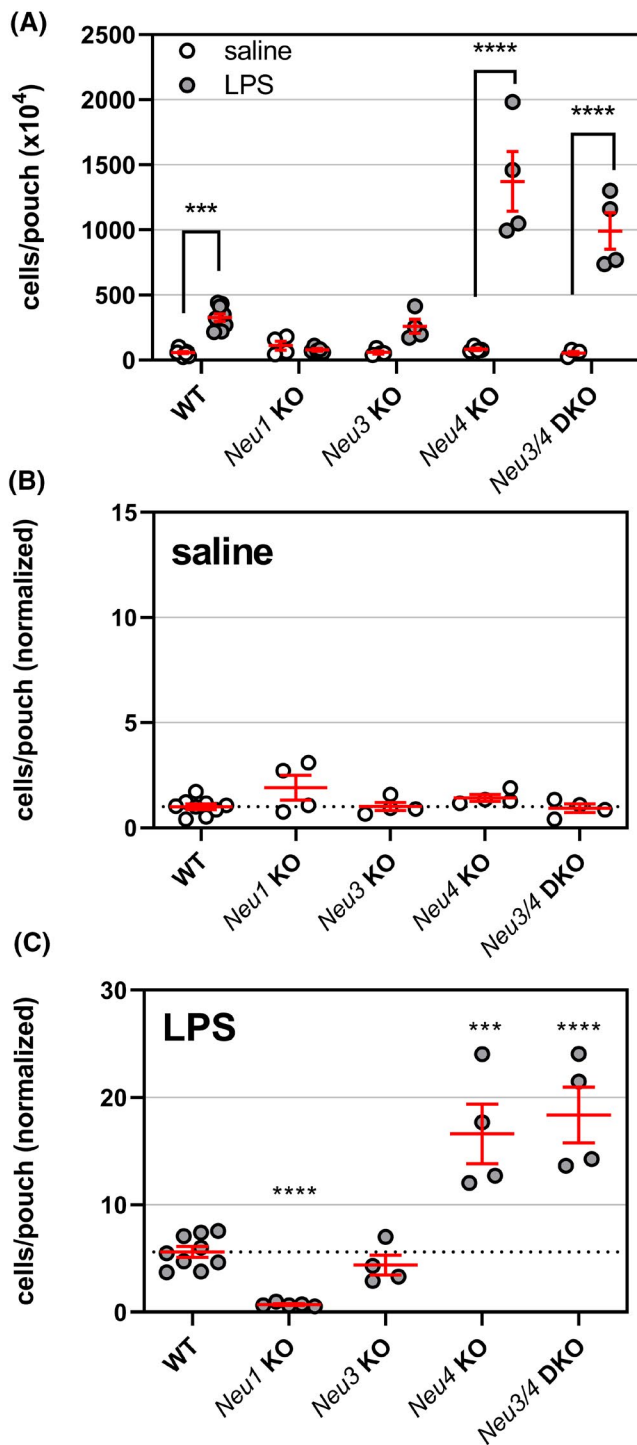 (A)
cells/pouch (x10⁴)
2500
2000
1500
1000
500
0
saline
LPS
***
****
****
WT
Neu1 KO
Neu3 KO
Neu4 KO
Neu3/4 DKO
(B)
cells/pouch (normalized)
15
10
5
0
saline
WT
Neu1 KO
Neu3 KO
Neu4 KO
Neu3/4 DKO
(C)
cells/pouch (normalized)
30
20
10
0
LPS
****
***
****
WT
Neu1 KO
Neu3 KO
Neu4 KO
Neu3/4 DKO